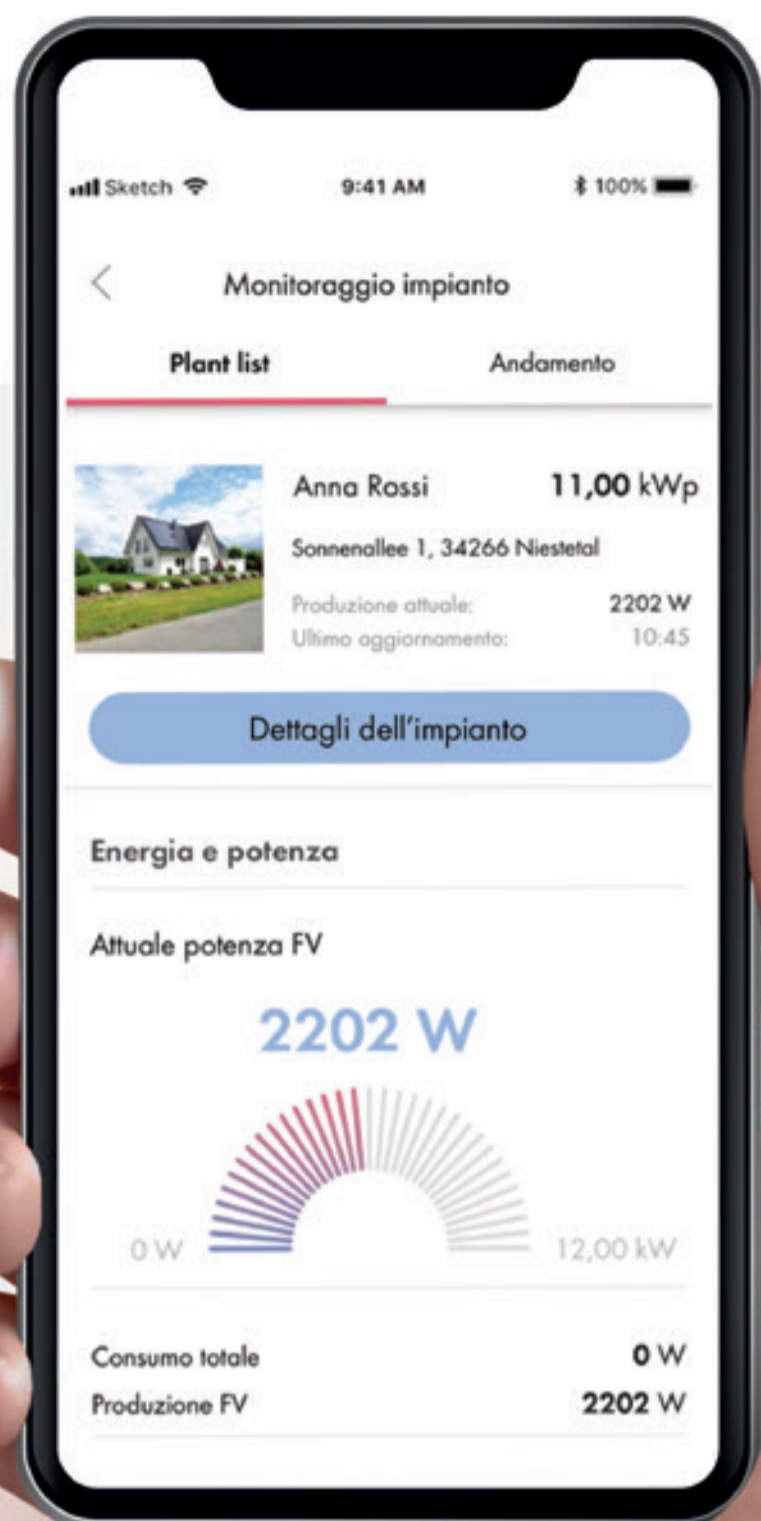 Sketch 9:41 AM 100%
Monitoraggio impianto
Plant list Andamento
Anna Rossi 11,00 kWp
Sonnenallee 1, 34266 Niestetal
Produzione attuale: 2202 W
Ultimo aggiornamento: 10:45
Dettagli dell'impianto
Energia e potenza
Attuale potenza FV
2202 W
0 W 12,00 kW
Consumo totale 0 W
Produzione FV 2202 W